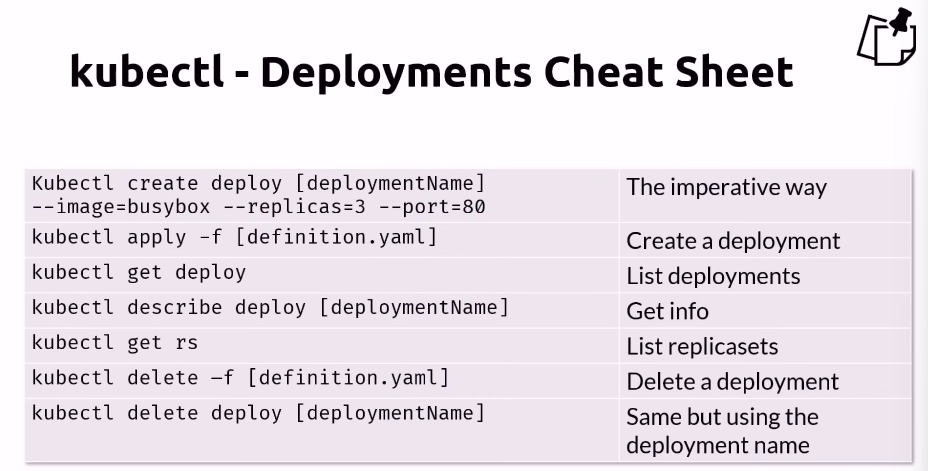 kubectl - Deployments Cheat Sheet
Kubectl create deploy [deploymentName]
--image=busybox --replicas=3 --port=80
The imperative way
kubectl apply -f [definition.yaml]
Create a deployment
kubectl get deploy
List deployments
kubectl describe deploy [deploymentName]
Get info
kubectl get rs
List replicasets
kubectl delete –f [definition.yaml]
Delete a deployment
kubectl delete deploy [deploymentName]
Same but using the
deployment name